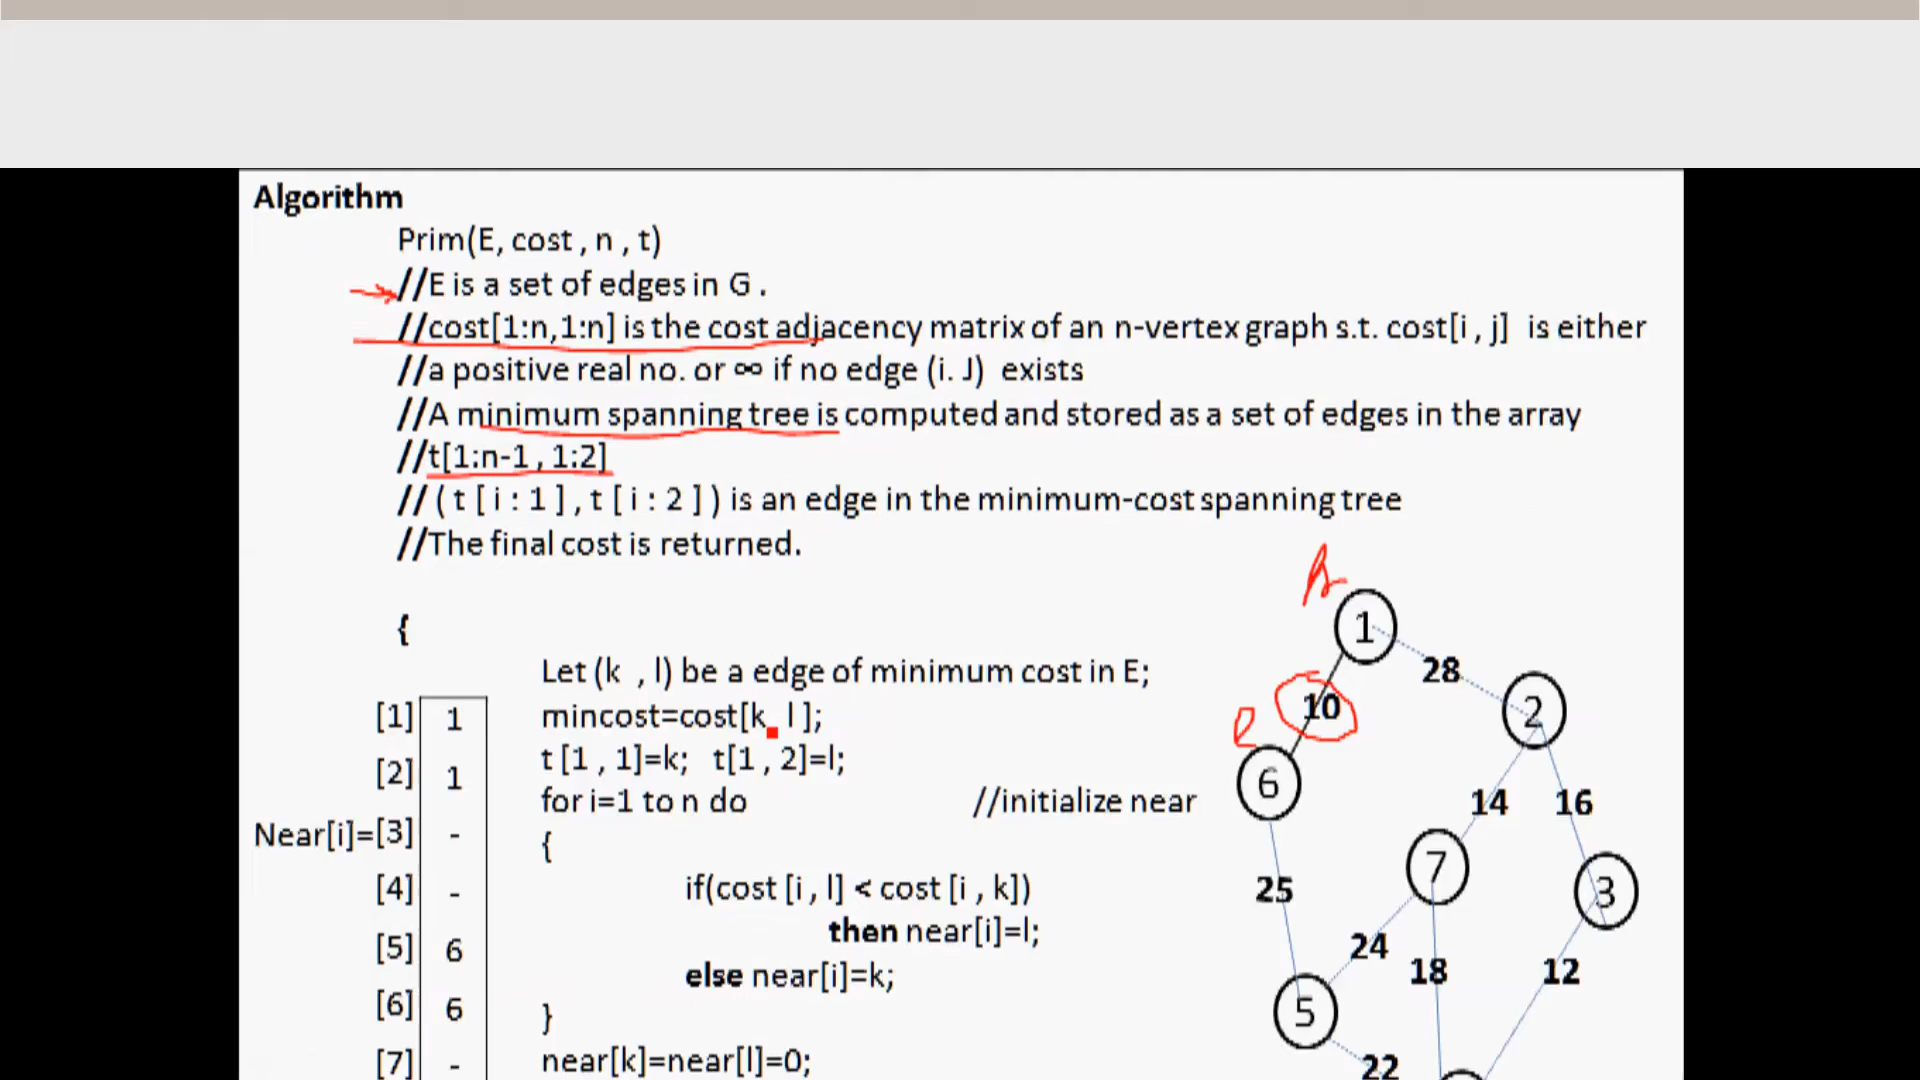 Algorithm
Prim(E, cost , n , t)
//E is a set of edges in G .
//cost[1:n,1:n] is the cost adjacency matrix of an n-vertex graph s.t. cost[i , j] is either
//a positive real no. or ∞ if no edge (i. J) exists
//A minimum spanning tree is computed and stored as a set of edges in the array
//t[1:n-1 , 1:2]
// ( t [ i : 1 ] , t [ i : 2 ] ) is an edge in the minimum-cost spanning tree
//The final cost is returned.
{
Let (k , l) be a edge of minimum cost in E;
mincost=cost[k l ];
t [1 , 1]=k; t[1 , 2]=l;
for i=1 to n do //initialize near
{
if(cost [i , l] < cost [i , k])
then near[i]=l;
else near[i]=k;
}
near[k]=near[l]=0;
[1] 1
[2] 1
Near[i]=[3] -
[4] -
[5] 6
[6] 6
[7] -
1
28
10
2
6
14
16
7
25
3
24
18
12
5
22